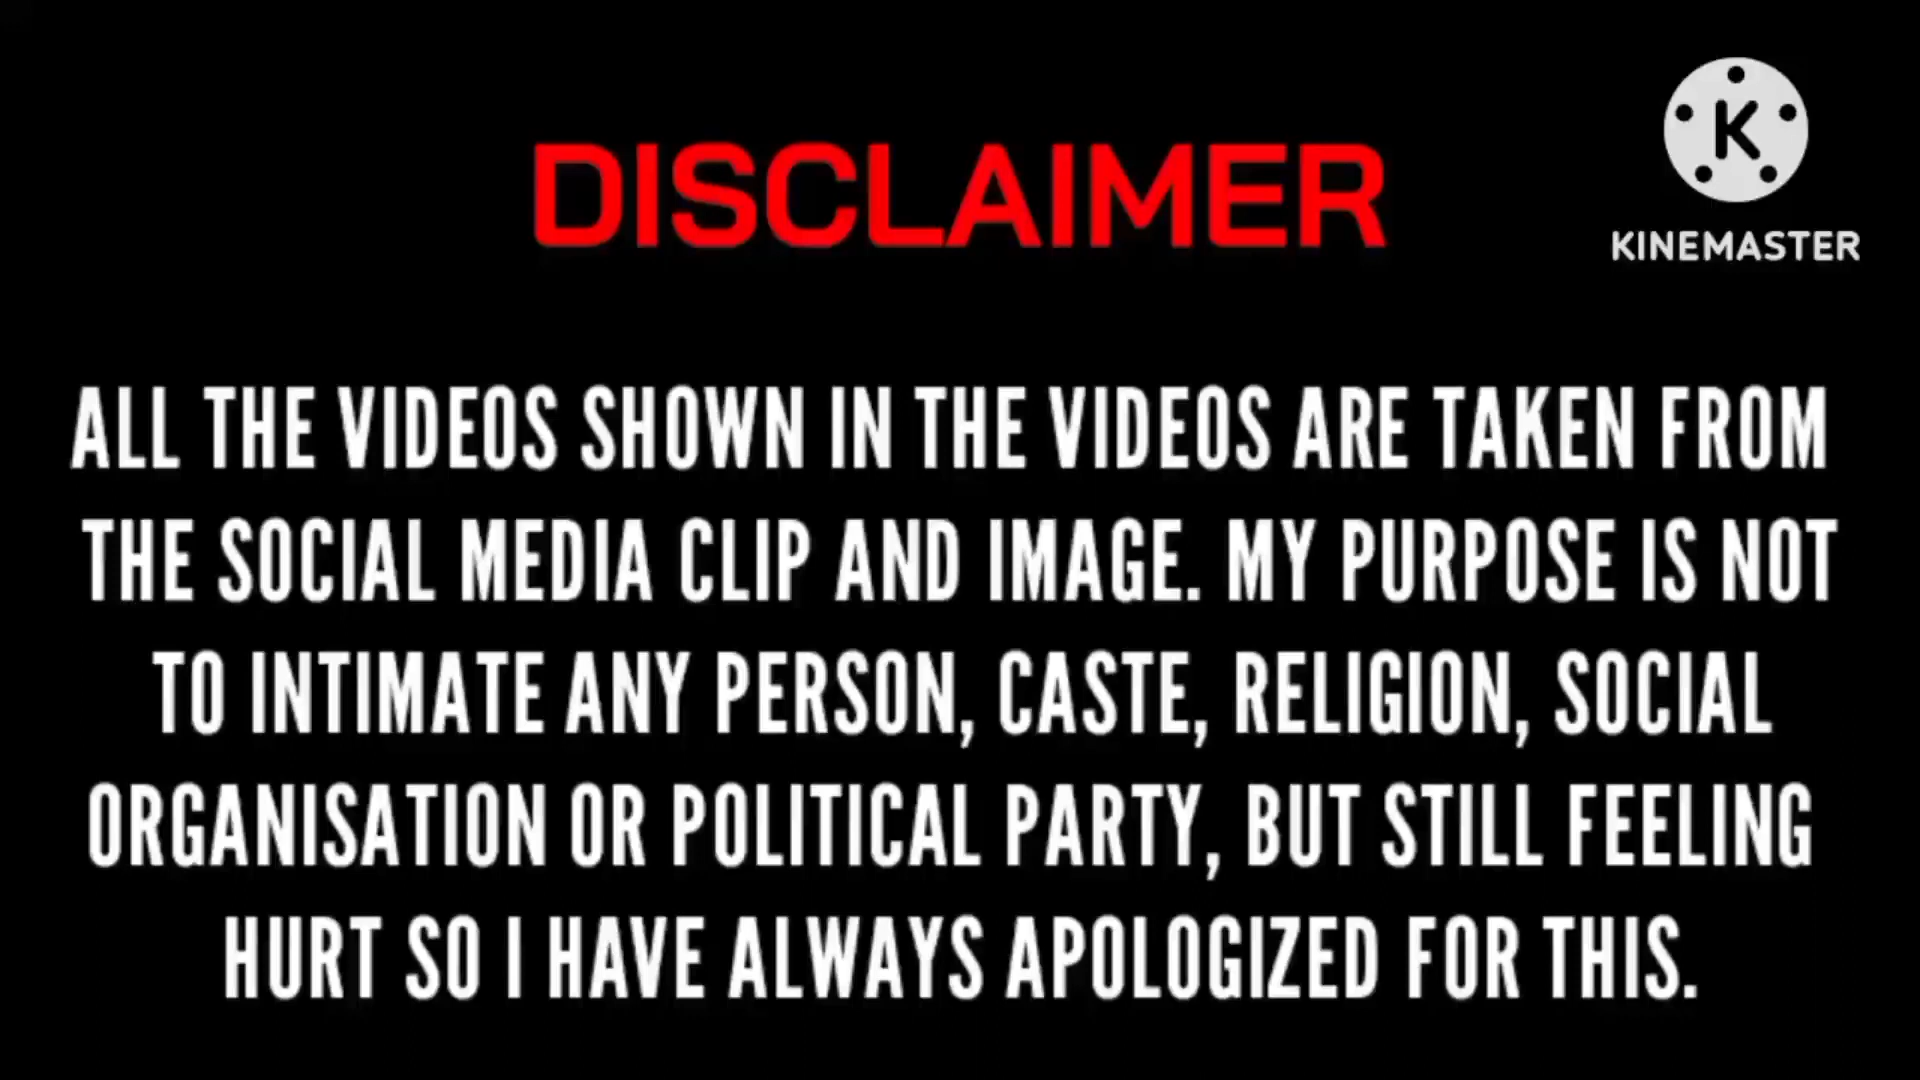 DISCLAIMER
K
KINEMASTER
ALL THE VIDEOS SHOWN IN THE VIDEOS ARE TAKEN FROM
THE SOCIAL MEDIA CLIP AND IMAGE. MY PURPOSE IS NOT
TO INTIMATE ANY PERSON, CASTE, RELIGION, SOCIAL
ORGANISATION OR POLITICAL PARTY, BUT STILL FEELING
HURT SO I HAVE ALWAYS APOLOGIZED FOR THIS.